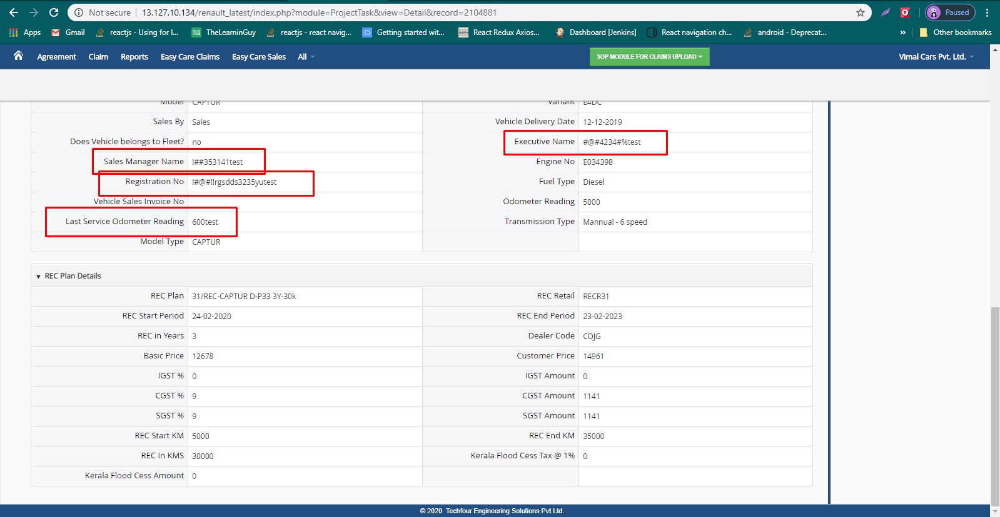 Not secure | 13.127.10.134/renault_latest/index.php?module=ProjectTask&view=Detail&record=2104881 Paused
Apps Gmail reactjs - Using for l... TLG TheLearninGuy reactjs - react navig... Getting started wit... React Redux Axios... Dashboard [Jenkins] React navigation ch... android - Deprecat... » Other bookmarks
Agreement Claim Reports Easy Care Claims Easy Care Sales All SOP MODULE FOR CLAIMS UPLOAD Vimal Cars Pvt. Ltd.
Model CAPTUR Variant E4DC
Sales By Sales Vehicle Delivery Date 12-12-2019
Does Vehicle belongs to Fleet? no Executive Name #@#4234#%test
Sales Manager Name !##353141test Engine No E034398
Registration No !#@#!!rgsdds3235yutest Fuel Type Diesel
Vehicle Sales Invoice No Odometer Reading 5000
Last Service Odometer Reading 600test Transmission Type Mannual - 6 speed
Model Type CAPTUR
REC Plan Details
REC Plan 31/REC-CAPTUR D-P33 3Y-30k REC Retail RECR31
REC Start Period 24-02-2020 REC End Period 23-02-2023
REC in Years 3 Dealer Code COJG
Basic Price 12678 Customer Price 14961
IGST % 0 IGST Amount 0
CGST % 9 CGST Amount 1141
SGST % 9 SGST Amount 1141
REC Start KM 5000 REC End KM 35000
REC In KMS 30000 Kerala Flood Cess Tax @ 1% 0
Kerala Flood Cess Amount 0
© 2020 Techfour Engineering Solutions Pvt Ltd.